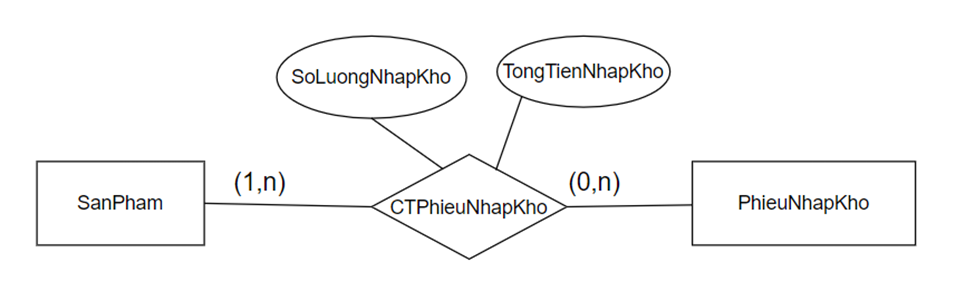 SoLuongNhapKho
TongTienNhapKho
SanPham
(1,n)
CTPhieuNhapKho
(0,n)
PhieuNhapKho